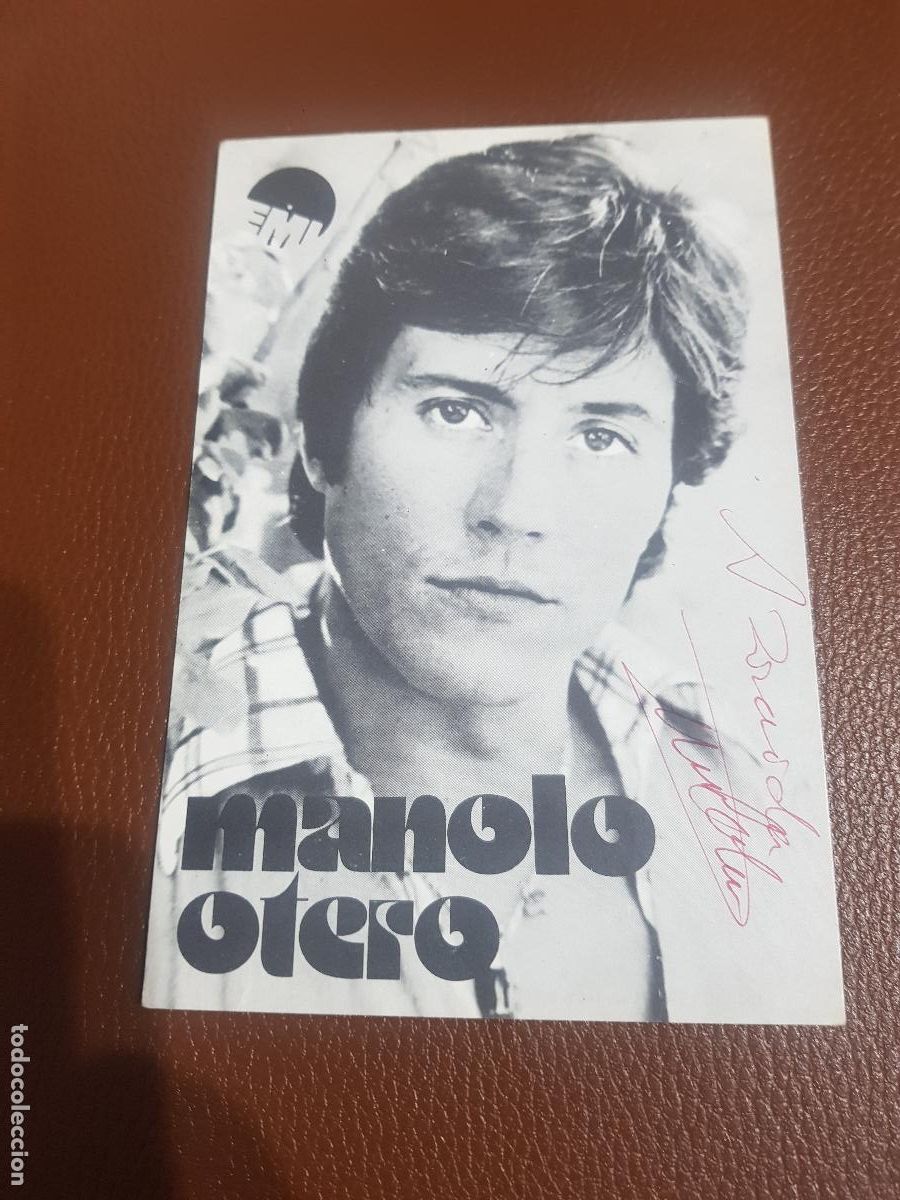 EMI
manolo
otero
todocoleccion